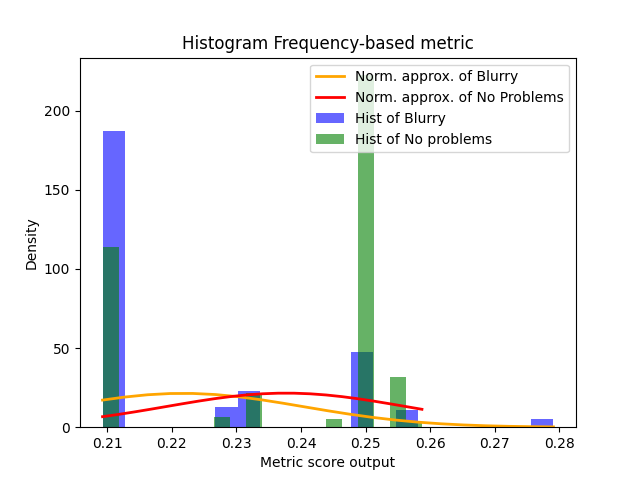 Histogram Frequency-based metric
Norm. approx. of Blurry
Norm. approx. of No Problems
Hist of Blurry
Hist of No problems
Density
200
150
100
50
0
0.21 0.22 0.23 0.24 0.25 0.26 0.27 0.28
Metric score output